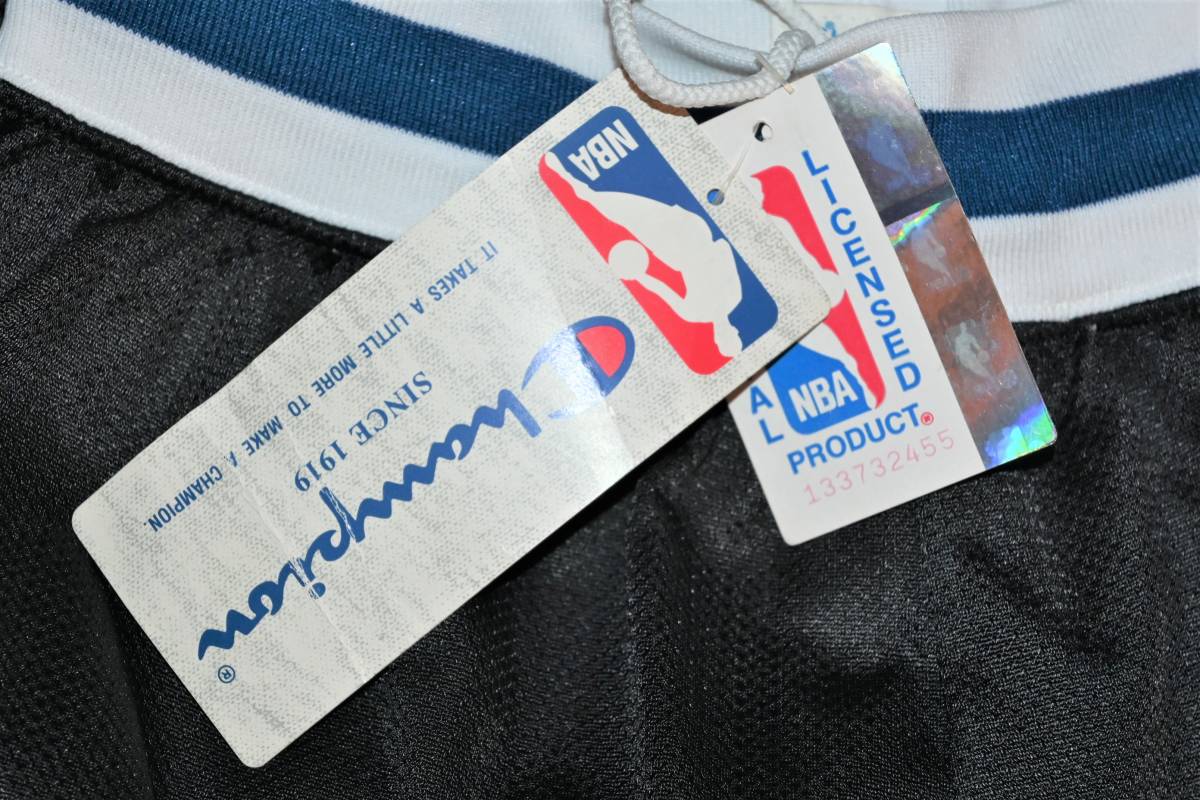 NBA
Champion®
SINCE 1919
IT TAKES A LITTLE MORE TO MAKE A CHAMPION
LICENSED
AL
NBA
PRODUCT®
133732455